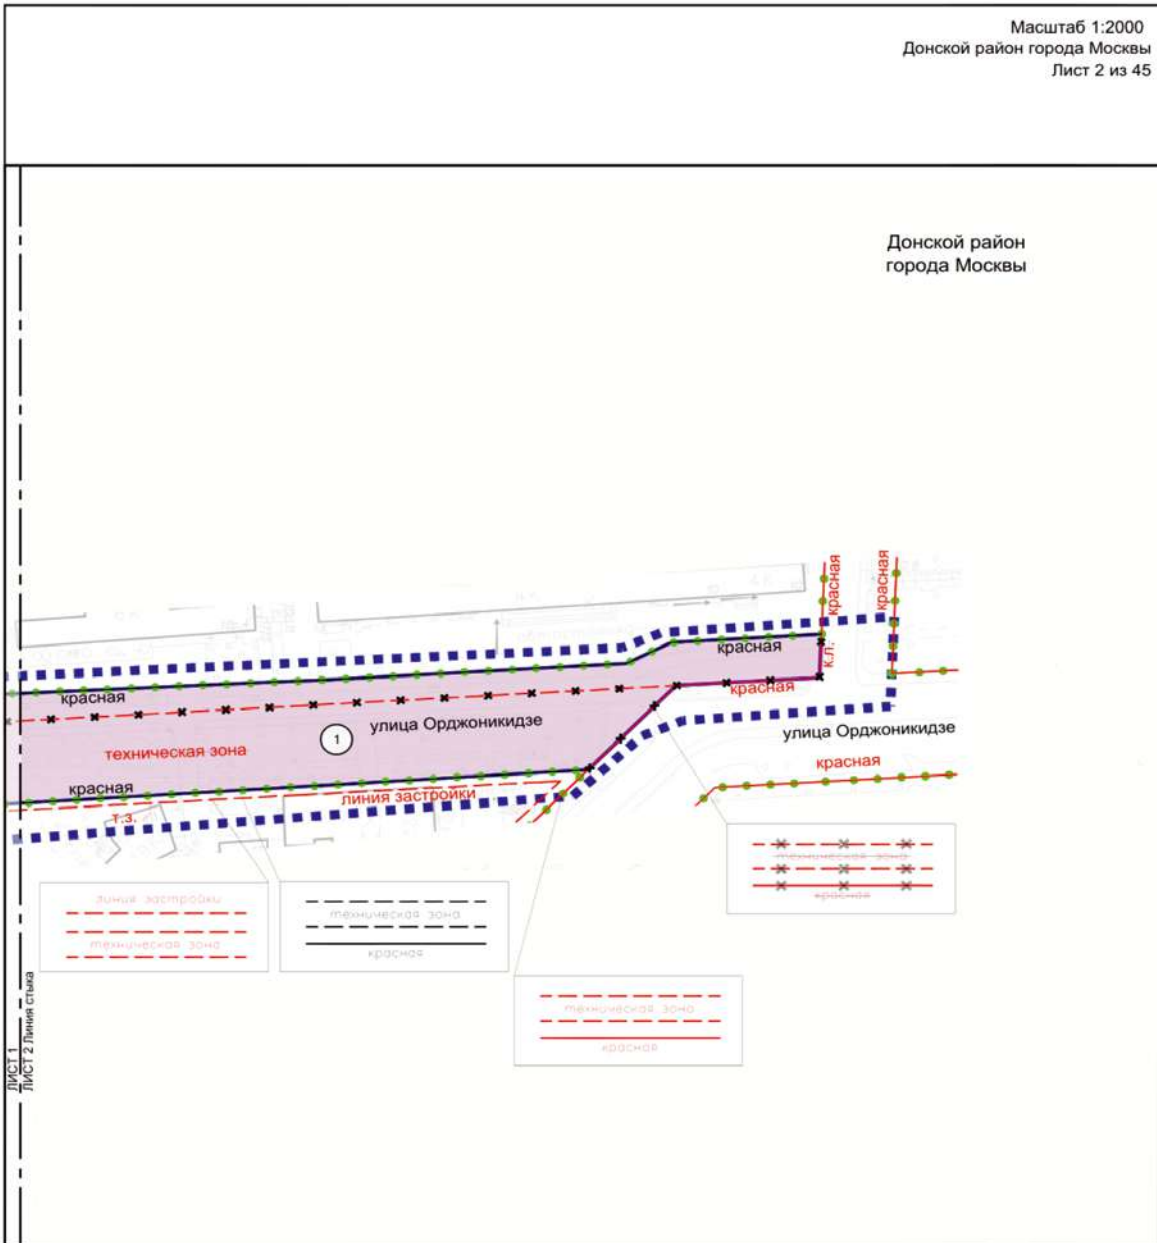 Масштаб 1:2000
Донской район города Москвы
Лист 2 из 45
Донской район
города Москвы
красная
красная
красная
к.л.
красная
красная
улица Орджоникидзе
улица Орджоникидзе
1
техническая зона
красная
красная
линия застройки
т.з.
техническая зона
красная
линия застройки
техническая зона
техническая зона
красная
техническая зона
красная
ЛИСТ 1
ЛИСТ 2 Линия стыка